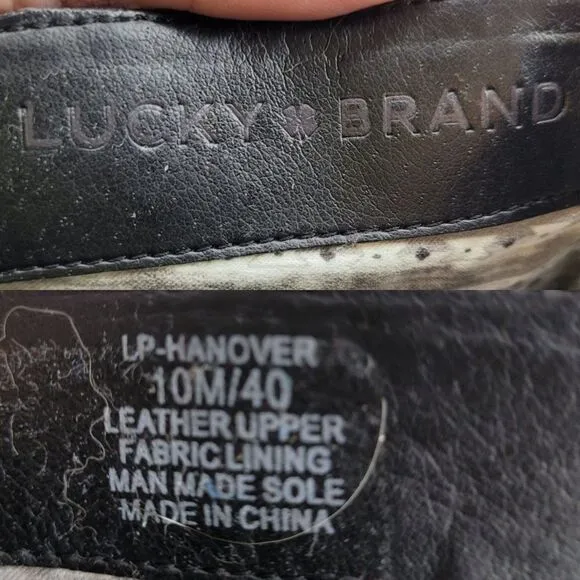 LUCKY BRAND
LP-HANOVER
10M/40
LEATHER UPPER
FABRIC LINING
MAN MADE SOLE
MADE IN CHINA